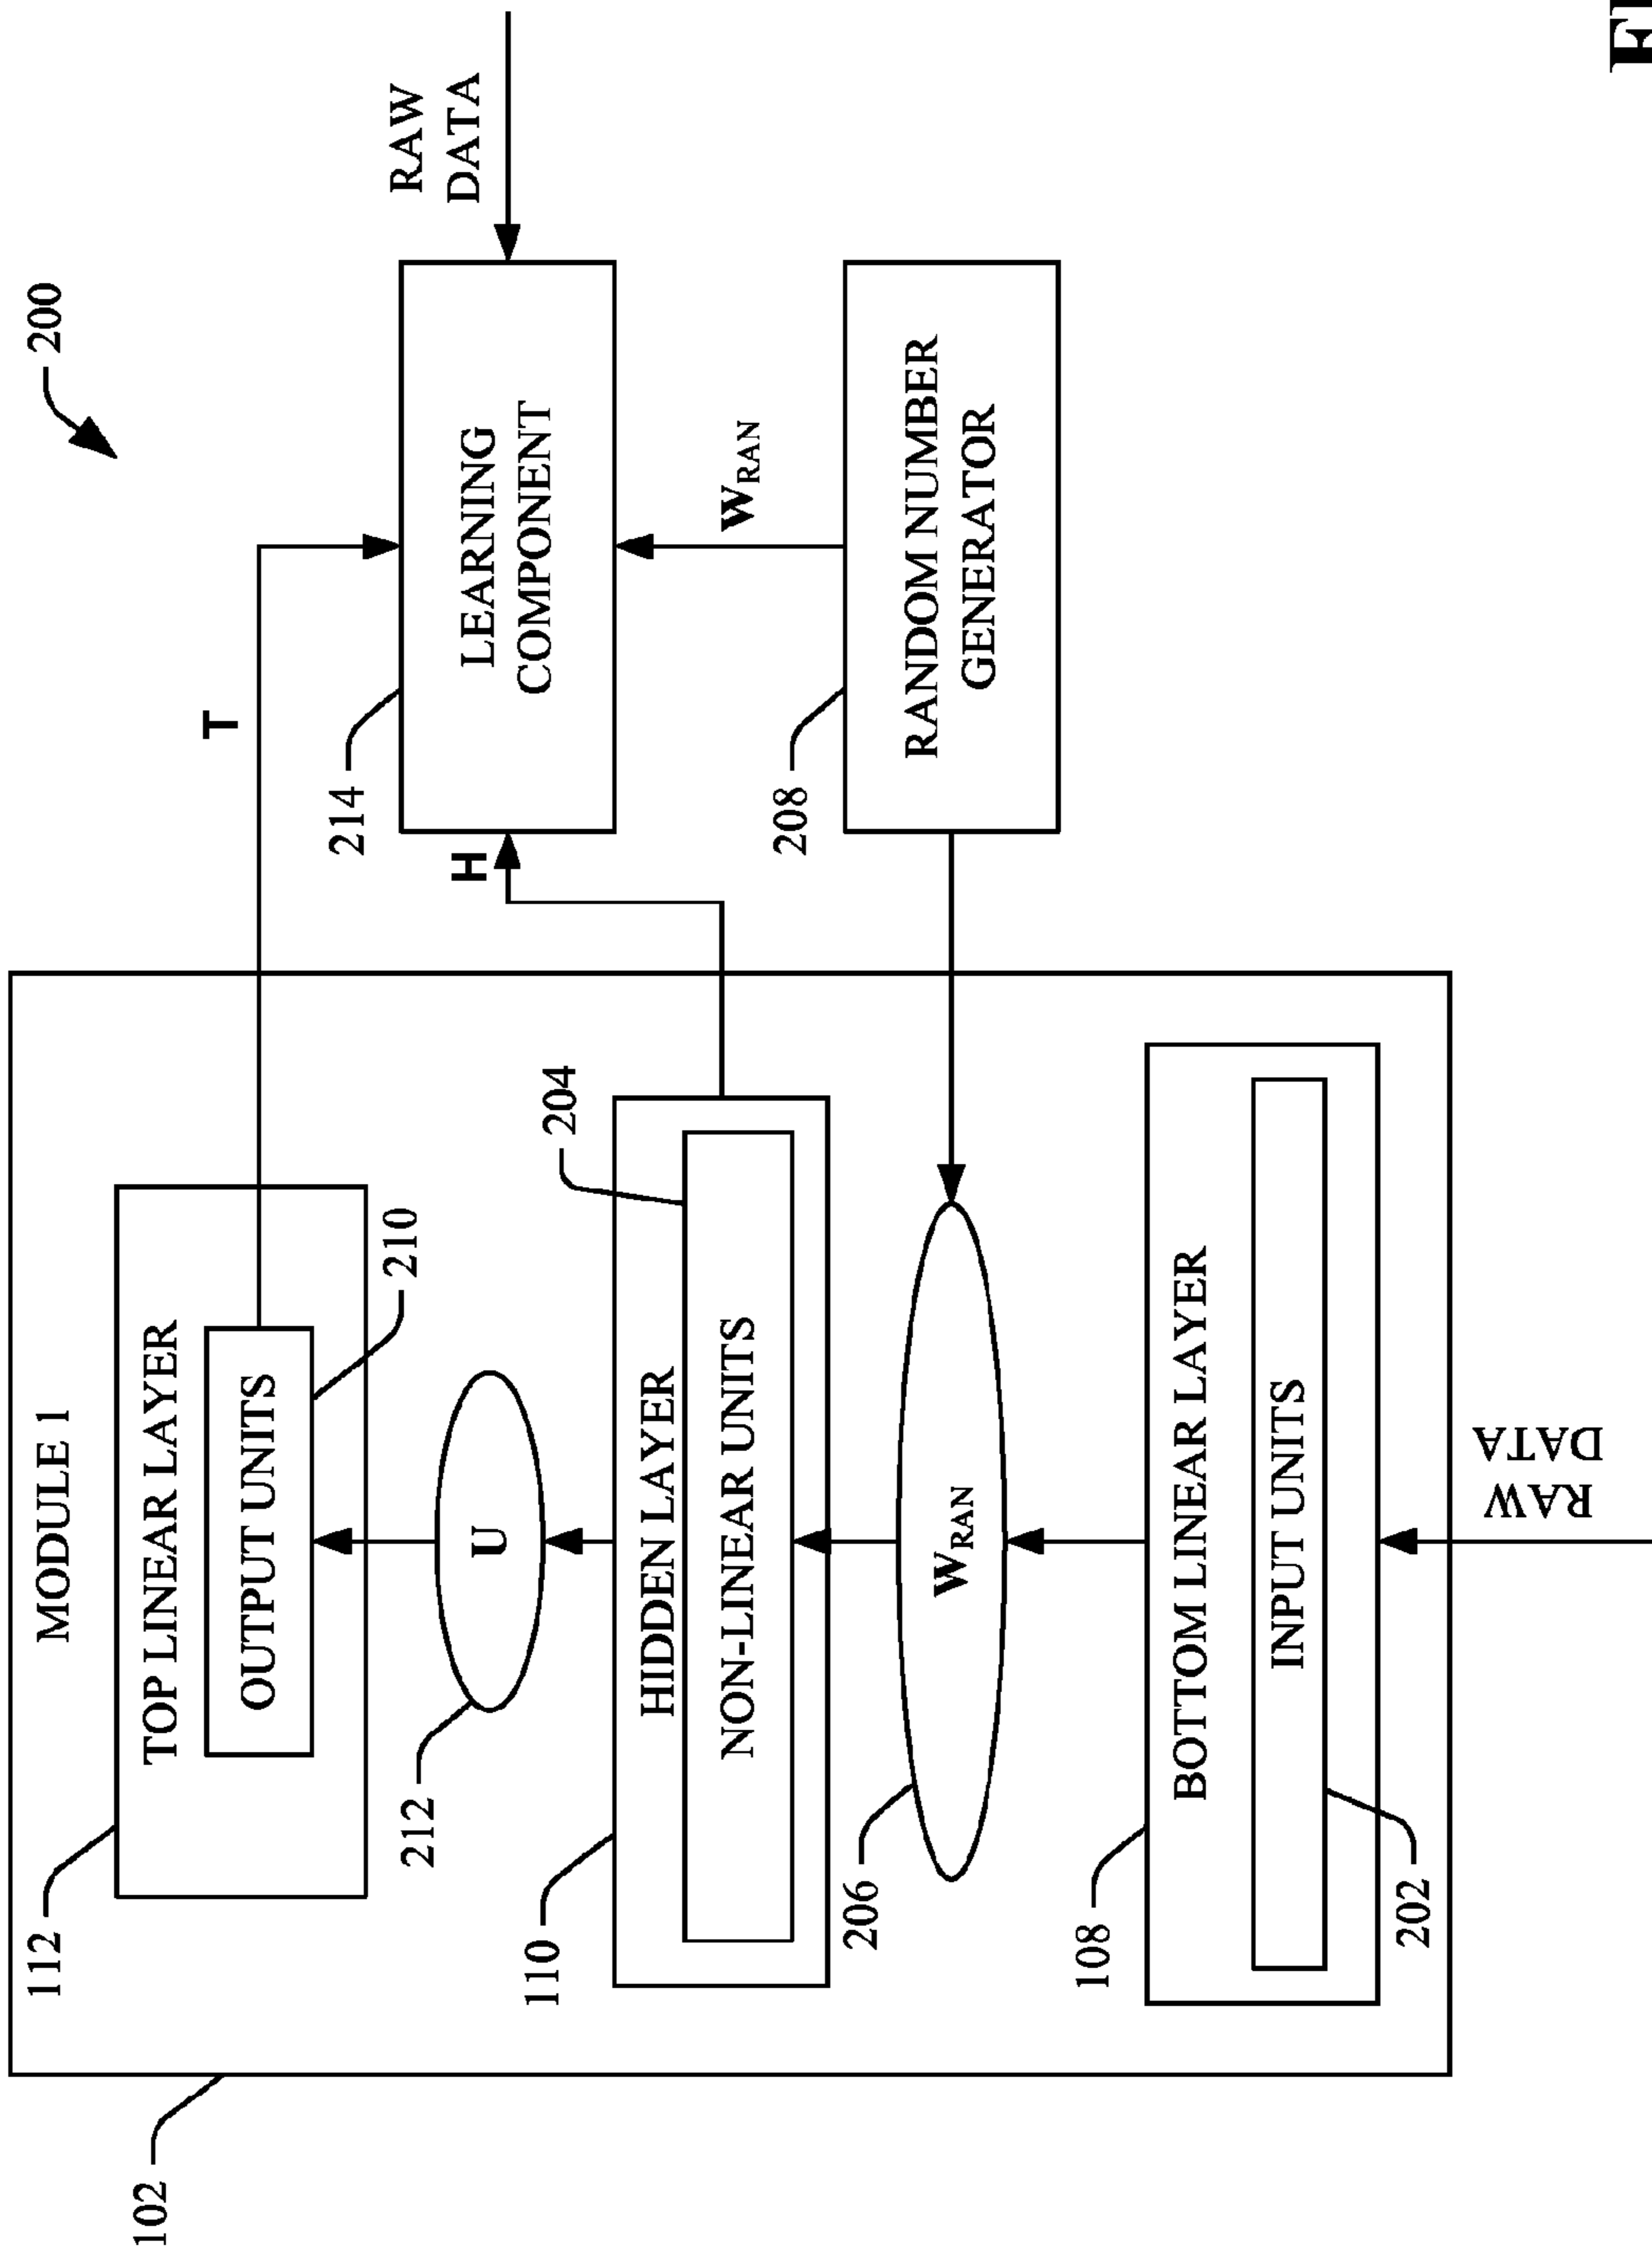 200
102
MODULE 1
112
TOP LINEAR LAYER
OUTPUT UNITS
210
T
212
U
110
HIDDEN LAYER
NON-LINEAR UNITS
204
H
206
W_RAN
108
BOTTOM LINEAR LAYER
INPUT UNITS
202
RAW
DATA
214
LEARNING
COMPONENT
RAW
DATA
W_RAN
208
RANDOM NUMBER
GENERATOR